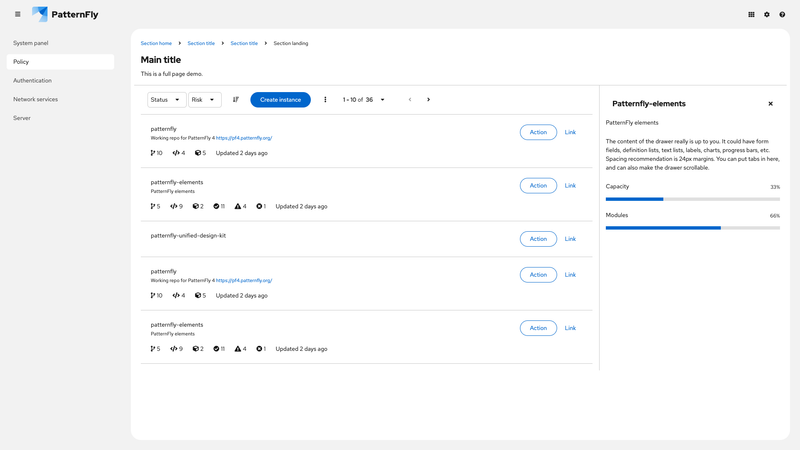 PatternFly
System panel
Policy
Authentication
Network services
Server
Section home
Section title
Section title
Section landing
Main title
This is a full page demo.
Status
Risk
Create instance
1 - 10 of 36
patternfly
Working repo for PatternFly 4 https://pf4.patternfly.org/
10 4 5 Updated 2 days ago
Action
Link
patternfly-elements
PatternFly elements
5 9 2 11 4 1 Updated 2 days ago
Action
Link
patternfly-unified-design-kit
Action
Link
patternfly
Working repo for PatternFly 4 https://pf4.patternfly.org/
10 4 5 Updated 2 days ago
Action
Link
patternfly-elements
PatternFly elements
5 9 2 11 4 1 Updated 2 days ago
Action
Link
Patternfly-elements
PatternFly elements
The content of the drawer really is up to you. It could have form
fields, definition lists, text lists, labels, charts, progress bars, etc.
Spacing recommendation is 24px margins. You can put tabs in here,
and can also make the drawer scrollable.
Capacity
33%
Modules
66%